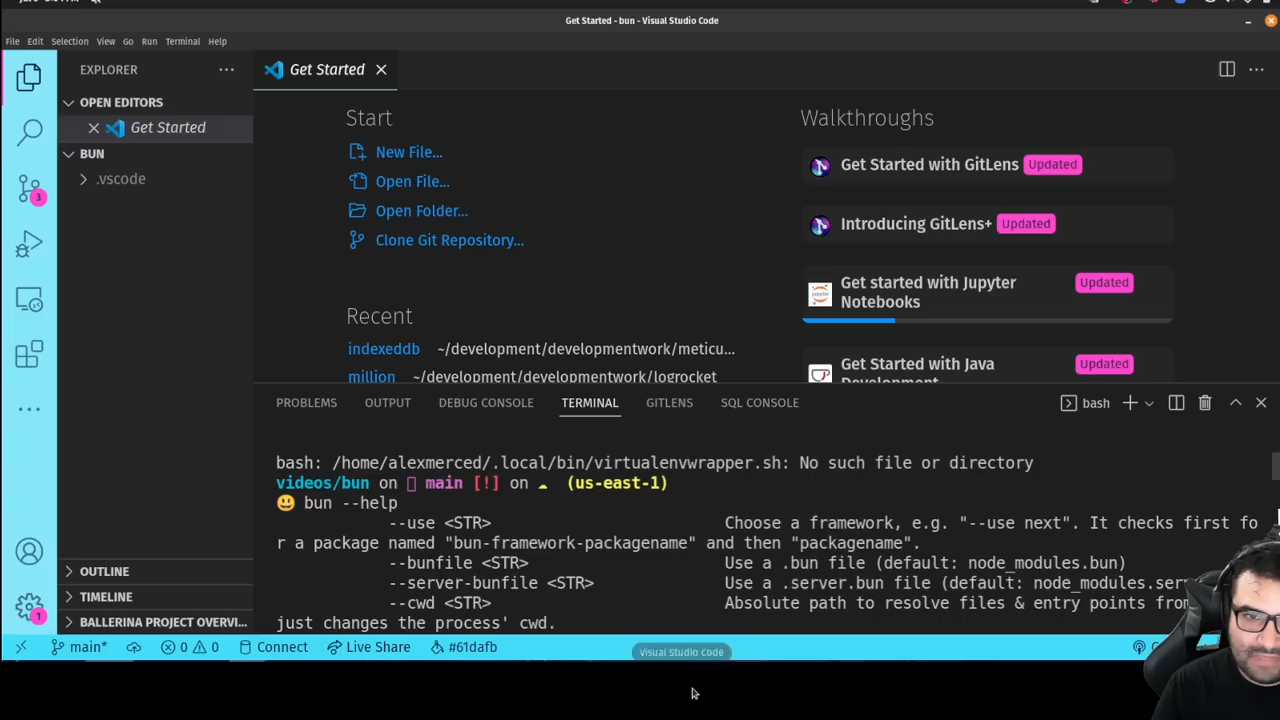 Get Started - bun - Visual Studio Code
File Edit Selection View Go Run Terminal Help
EXPLORER
OPEN EDITORS
Get Started
BUN
.vscode
3
1
OUTLINE
TIMELINE
BALLERINA PROJECT OVERVI...
Get Started
Start
New File...
Open File...
Open Folder...
Clone Git Repository...
Recent
indexeddb ~/development/developmentwork/meticu...
million ~/development/developmentwork/logrocket
Walkthroughs
Get Started with GitLens Updated
Introducing GitLens+ Updated
jupyter
Get started with Jupyter Updated
Notebooks
Get Started with Java Updated
Development
PROBLEMS OUTPUT DEBUG CONSOLE TERMINAL GITLENS SQL CONSOLE bash
bash: /home/alexmerced/.local/bin/virtualenvwrapper.sh: No such file or directory
videos/bun on main [!] on ☁ (us-east-1)
😃 bun --help
--use <STR> Choose a framework, e.g. "--use next". It checks first fo
r a package named "bun-framework-packagename" and then "packagename".
--bunfile <STR> Use a .bun file (default: node_modules.bun)
--server-bunfile <STR> Use a .server.bun file (default: node_modules.ser
--cwd <STR> Absolute path to resolve files & entry points from
just changes the process' cwd.
main* 0 0 Connect Live Share #61dafb
Visual Studio Code